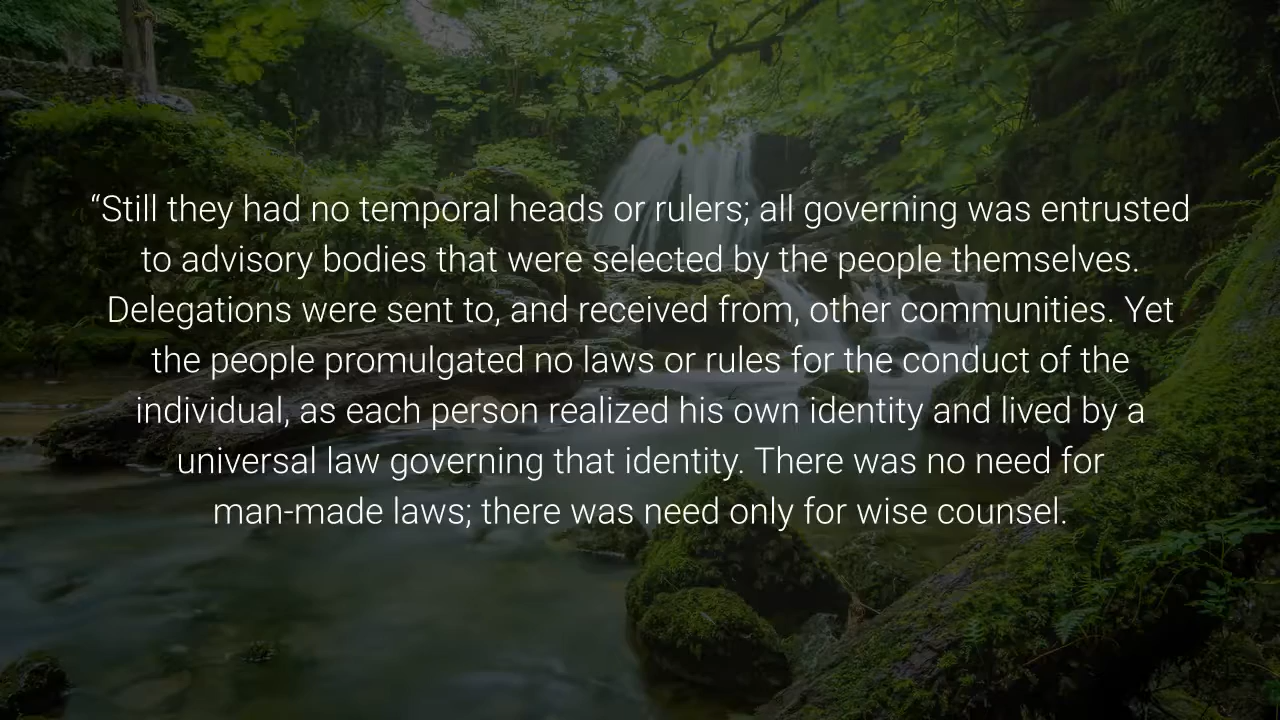 “Still they had no temporal heads or rulers; all governing was entrusted
to advisory bodies that were selected by the people themselves.
Delegations were sent to, and received from, other communities. Yet
the people promulgated no laws or rules for the conduct of the
individual, as each person realized his own identity and lived by a
universal law governing that identity. There was no need for
man-made laws; there was need only for wise counsel.